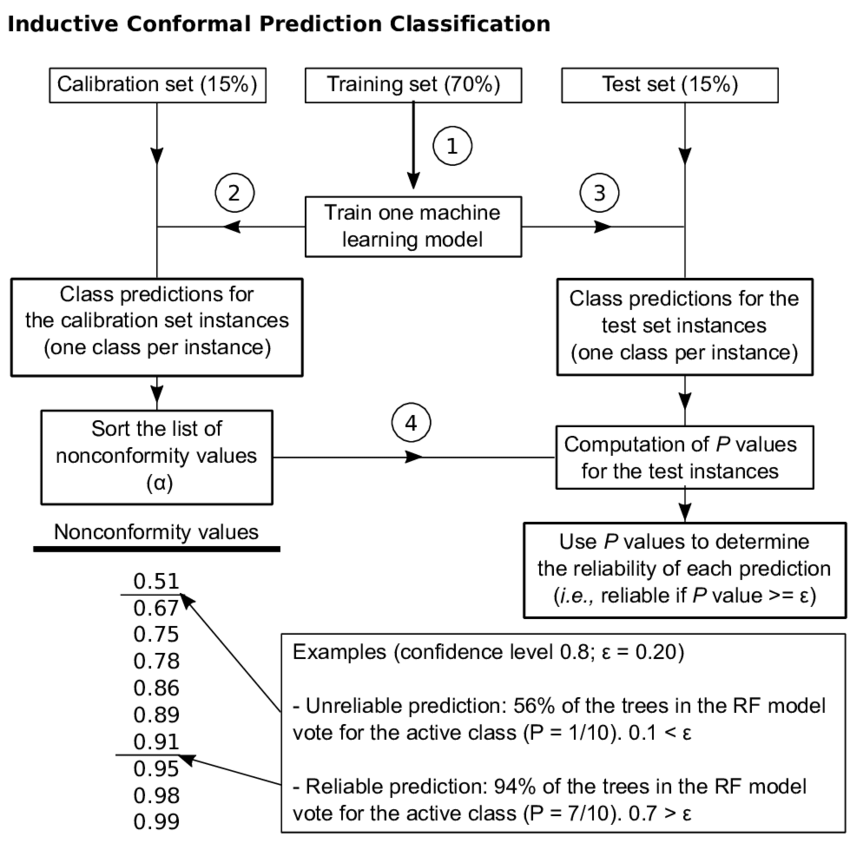 Inductive Conformal Prediction Classification
Calibration set (15%)
Training set (70%)
Test set (15%)
1
2
3
Train one machine
learning model
Class predictions for
the calibration set instances
(one class per instance)
Class predictions for the
test set instances
(one class per instance)
Sort the list of
nonconformity values
(α)
4
Computation of P values
for the test instances
Nonconformity values
Use P values to determine
the reliability of each prediction
(i.e., reliable if P value >= ε)
0.51
0.67
0.75
0.78
0.86
0.89
0.91
0.95
0.98
0.99
Examples (confidence level 0.8; ε = 0.20)
- Unreliable prediction: 56% of the trees in the RF model
vote for the active class (P = 1/10). 0.1 < ε
- Reliable prediction: 94% of the trees in the RF model
vote for the active class (P = 7/10). 0.7 > ε